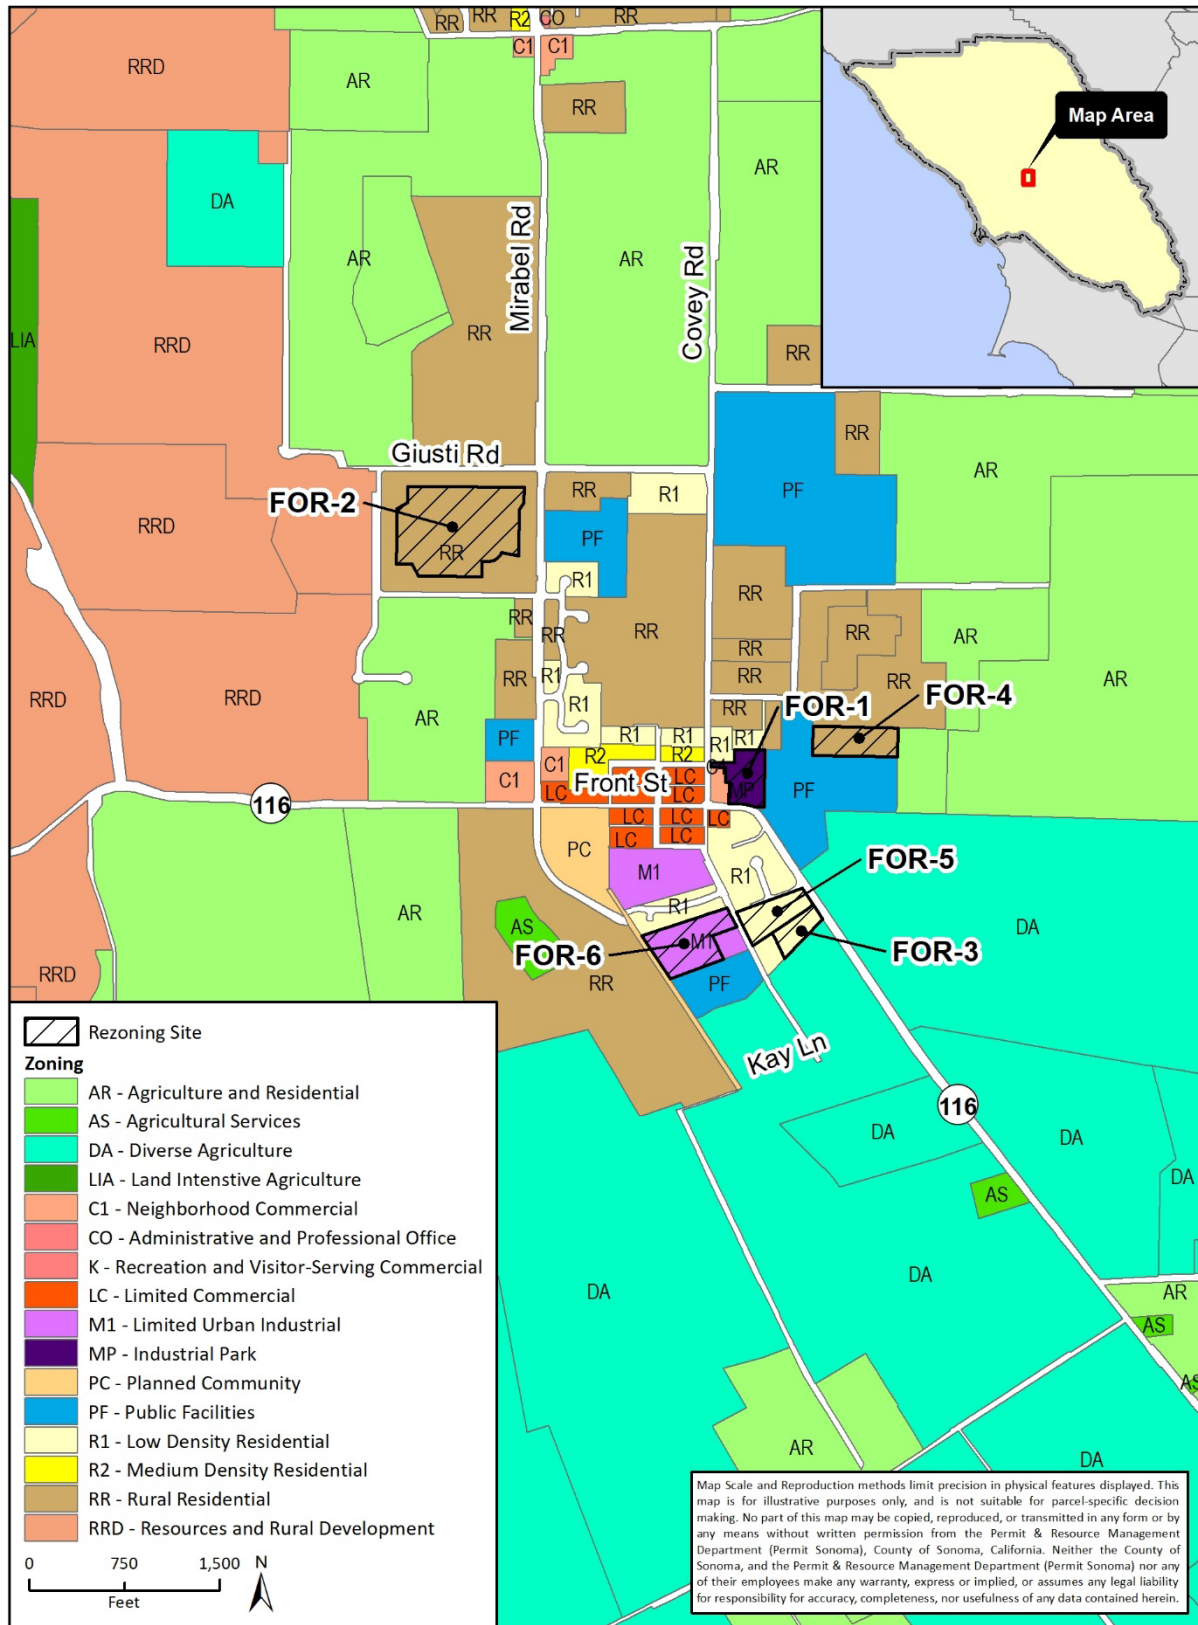 RR
RR
R2
CO
RR
C1
C1
RRD
AR
RR
AR
DA
AR
AR
Mirabel Rd
Covey Rd
Map Area
LIA
RRD
RR
RR
Giusti Rd
RR
AR
FOR-2
RR
RR
R1
PF
PF
RRD
R1
RR
RR
RR
RR
RR
RR
AR
RRD
RRD
AR
RR
R1
R1
RR
RR
RR
FOR-4
AR
FOR-1
RR
PF
R1
R1
R1
R1
C1
C1
R2
R2
C1
Front St
LC
LC
LC
MP
PF
116
LC
LC
LC
LC
LC
PC
M1
R1
FOR-5
AR
AS
R1
DA
FOR-6
M1
FOR-3
RRD
RR
PF
Kay Ln
116
DA
DA
DA
AS
DA
DA
AR
AS
AS
AR
DA
Rezoning Site
Zoning
AR - Agriculture and Residential
AS - Agricultural Services
DA - Diverse Agriculture
LIA - Land Intenstive Agriculture
C1 - Neighborhood Commercial
CO - Administrative and Professional Office
K - Recreation and Visitor-Serving Commercial
LC - Limited Commercial
M1 - Limited Urban Industrial
MP - Industrial Park
PC - Planned Community
PF - Public Facilities
R1 - Low Density Residential
R2 - Medium Density Residential
RR - Rural Residential
RRD - Resources and Rural Development
0 750 1,500 N
Feet
Map Scale and Reproduction methods limit precision in physical features displayed. This
map is for illustrative purposes only, and is not suitable for parcel-specific decision
making. No part of this map may be copied, reproduced, or transmitted in any form or by
any means without written permission from the Permit & Resource Management
Department (Permit Sonoma), County of Sonoma, California. Neither the County of
Sonoma, and the Permit & Resource Management Department (Permit Sonoma) nor any
of their employees make any warranty, express or implied, or assumes any legal liability
for responsibility for accuracy, completeness, nor usefulness of any data contained herein.